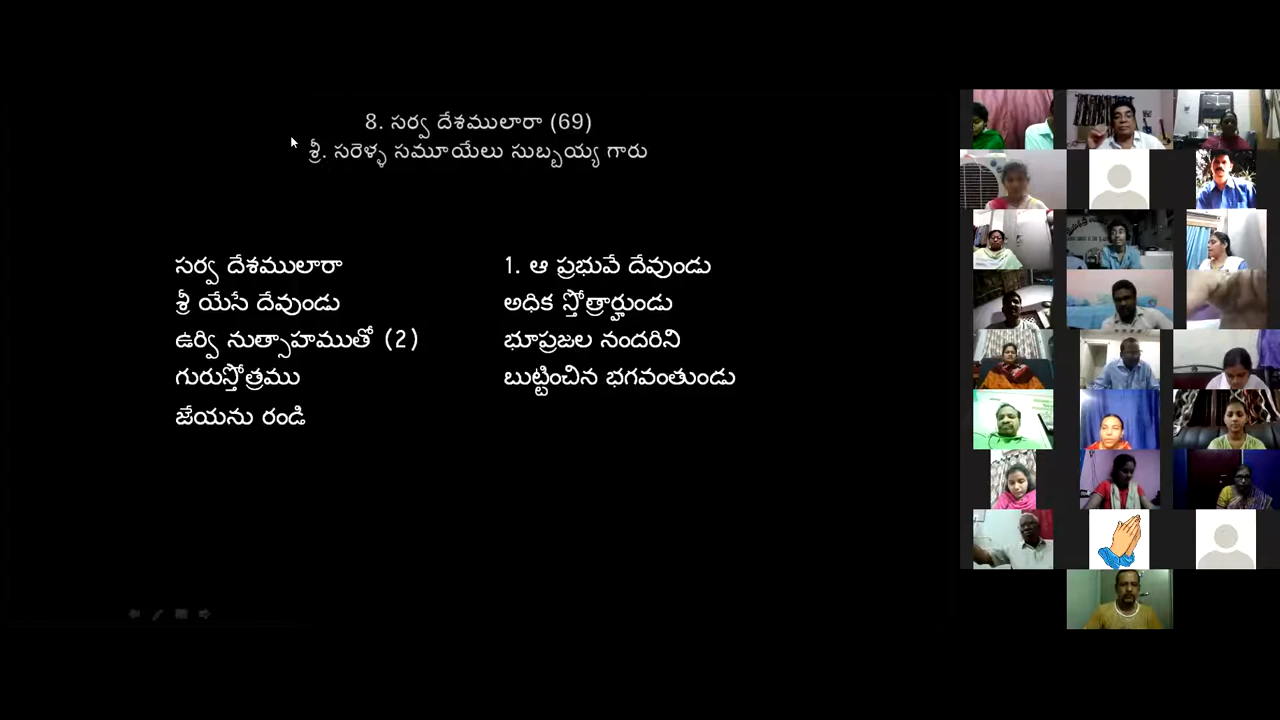 8. సర్వ దేశములారా (69)
శ్రీ. సరెళ్ళ సమూయేలు సుబ్బయ్య గారు
సర్వ దేశములారా
శ్రీ యేసే దేవుండు
ఉర్వి నుత్సాహముతో (2)
గురుస్తోత్రము
జేయను రండి
1. ఆ ప్రభువే దేవుండు
అధిక స్తోత్రార్హుండు
భూప్రజల నందరిని
బుట్టించిన భగవంతుండు